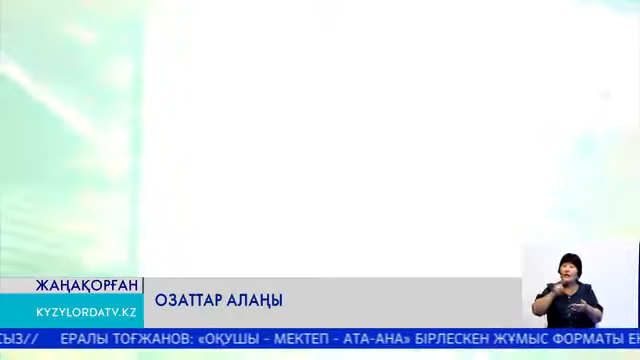 ЖАҢАҚОРҒАН
ОЗАТТАР АЛАҢЫ
KYZYLORDATV.KZ
СЫЗ// ЕРАЛЫ ТОҒЖАНОВ: «ОҚУШЫ - МЕКТЕП - АТА-АНА» БІРЛЕСКЕН ЖҰМЫС ФОРМАТЫ